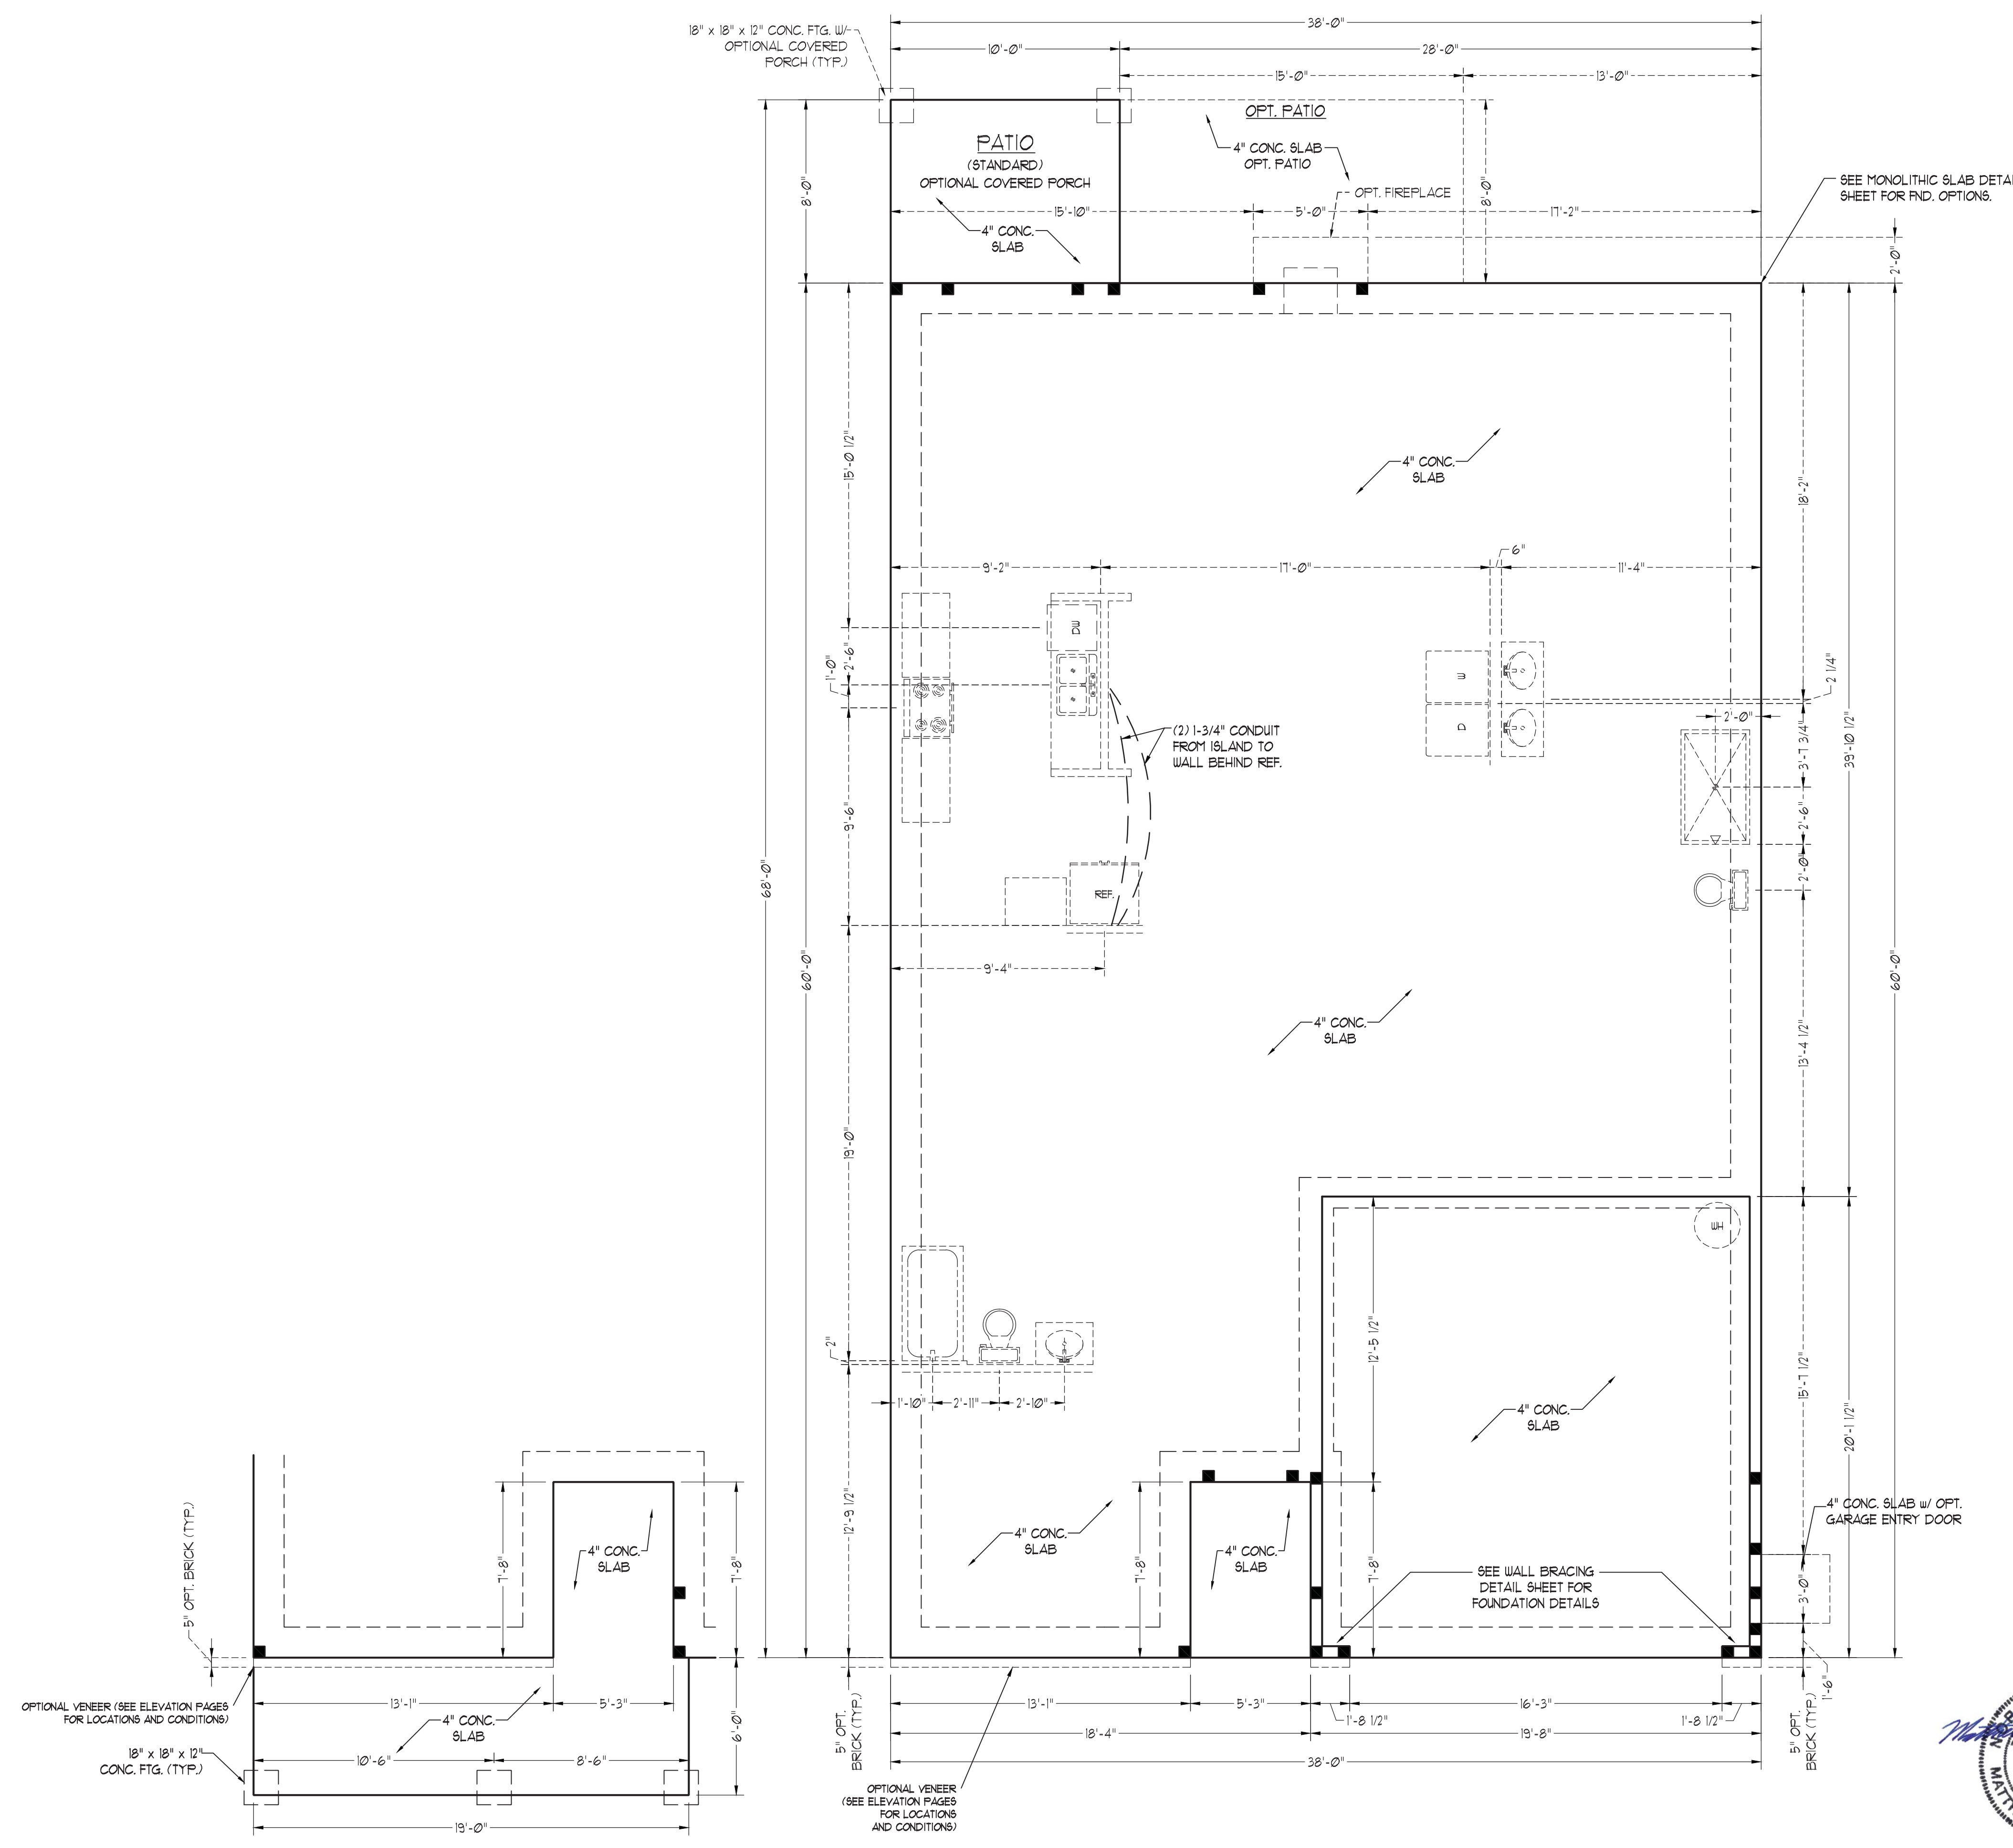 38'-0"
18" x 18" x 12" CONC. FTG. W/
OPTIONAL COVERED
PORCH (TYP.)
10'-0"
28'-0"
15'-0"
13'-0"
OPT. PATIO
PATIO
(STANDARD)
OPTIONAL COVERED PORCH
4" CONC. SLAB
OPT. PATIO
8'-0"
8'-0"
OPT. FIREPLACE
SEE MONOLITHIC SLAB DETAI
SHEET FOR FND. OPTIONS.
15'-10"
5'-0"
17'-2"
4" CONC.
SLAB
2'-0"
15'-0 1/2"
4" CONC.
SLAB
18'-2"
6"
9'-2"
17'-0"
11'-4"
DW
2'-6"
1'-0"
W
D
2 1/4"
2'-0"
3'-7 3/4"
39'-10 1/2"
(2) 1-3/4" CONDUIT
FROM ISLAND TO
WALL BEHIND REF.
9'-6"
2'-6"
2'-0"
68'-0"
REF.
9'-4"
60'-0"
60'-0"
4" CONC.
SLAB
13'-4 1/2"
19'-0"
WH
2"
12'-5 1/2"
15'-7 1/2"
1'-10"
2'-11"
2'-10"
4" CONC.
SLAB
20'-1 1/2"
5" OPT. BRICK (TYP.)
7'-8"
4" CONC.
SLAB
7'-8"
12'-9 1/2"
4" CONC.
SLAB
7'-8"
4" CONC.
SLAB
7'-8"
SEE WALL BRACING
DETAIL SHEET FOR
FOUNDATION DETAILS
4" CONC. SLAB w/ OPT.
GARAGE ENTRY DOOR
3'-0"
1'-6"
OPTIONAL VENEER (SEE ELEVATION PAGES
FOR LOCATIONS AND CONDITIONS)
13'-1"
5'-3"
4" CONC.
SLAB
6'-0"
18" x 18" x 12"
CONC. FTG. (TYP.)
10'-6"
8'-6"
19'-0"
5" OPT.
BRICK (TYP.)
13'-1"
5'-3"
1'-8 1/2"
16'-3"
1'-8 1/2"
18'-4"
19'-8"
38'-0"
5" OPT.
BRICK (TYP.)
OPTIONAL VENEER
(SEE ELEVATION PAGES
FOR LOCATIONS
AND CONDITIONS)